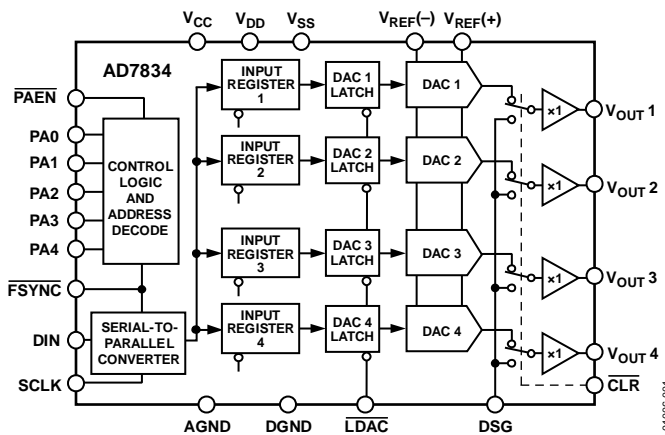 VCC VDD VSS VREF(–) VREF(+)
AD7834
PAEN
PA0
PA1
PA2
PA3
PA4
FSYNC
DIN
SCLK
CONTROL
LOGIC
AND
ADDRESS
DECODE
SERIAL-TO-
PARALLEL
CONVERTER
INPUT
REGISTER
1
DAC 1
LATCH
DAC 1
×1
VOUT 1
INPUT
REGISTER
2
DAC 2
LATCH
DAC 2
×1
VOUT 2
INPUT
REGISTER
3
DAC 3
LATCH
DAC 3
×1
VOUT 3
INPUT
REGISTER
4
DAC 4
LATCH
DAC 4
×1
VOUT 4
CLR
AGND DGND LDAC DSG